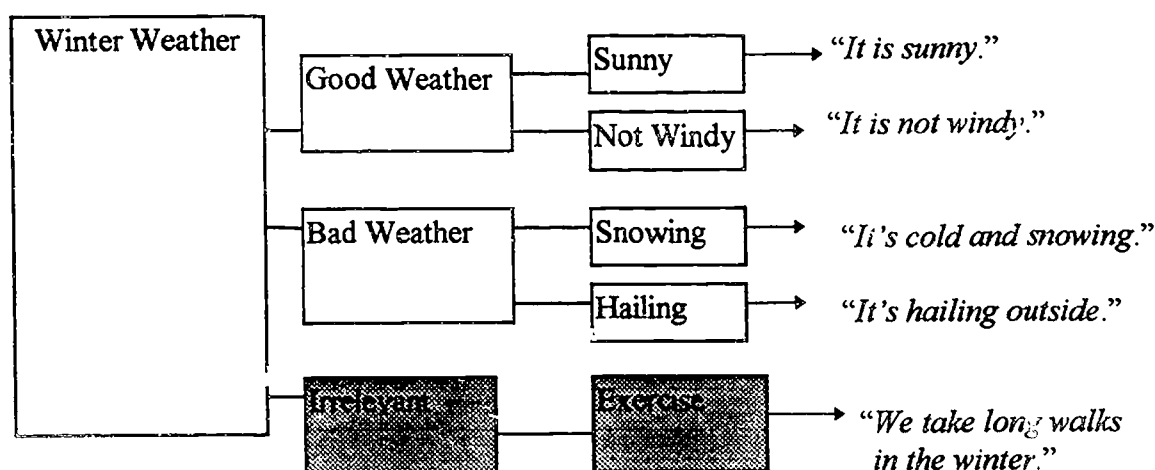 Winter Weather
Good Weather
Sunny
"It is sunny."
Not Windy
"It is not windy."
Bad Weather
Snowing
"It's cold and snowing."
Hailing
"It's hailing outside."
Irrelevant
Exercise
"We take long walks
in the winter."